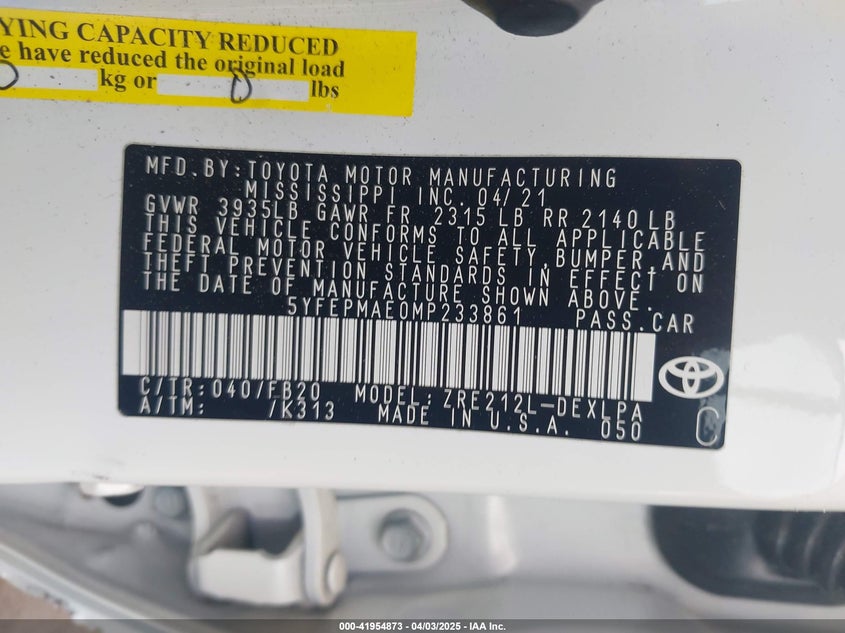 YING CAPACITY REDUCED
e have reduced the original load
0 kg or 0 lbs
MFD.BY:TOYOTA MOTOR MANUFACTURING
MISSISSIPPI INC. 04/21
GVWR 3935LB GAWR FR 2315 LB RR 2140 LB
THIS VEHICLE CONFORMS TO ALL APPLICABLE
FEDERAL MOTOR VEHICLE SAFETY, BUMPER, AND
THEFT PREVENTION STANDARDS IN EFFECT ON
THE DATE OF MANUFACTURE SHOWN ABOVE.
5YFEPMAE0MP233861 PASS.CAR
C/TR:040/FB20 MODEL:ZRE212L-DEXLPA
A/TM: /K313 MADE IN U.S.A. 050
C
000-41954873 | 04/03/2025 - IAA Inc.